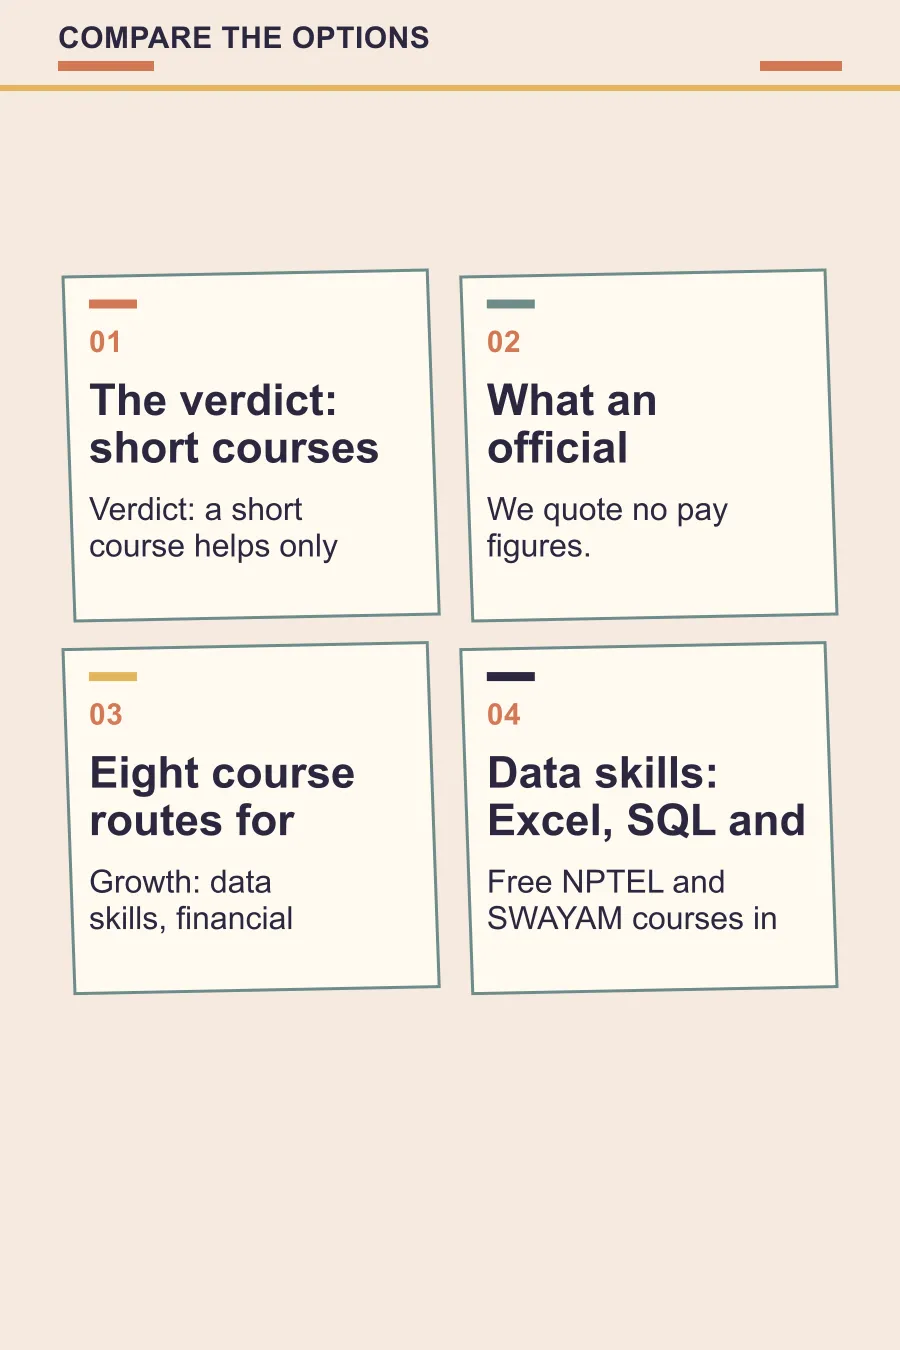 COMPARE THE OPTIONS
01
The verdict:
short courses
Verdict: a short
course helps only
02
What an
official
We quote no pay
figures.
03
Eight course
routes for
Growth: data
skills, financial
04
Data skills:
Excel, SQL and
Free NPTEL and
SWAYAM courses in